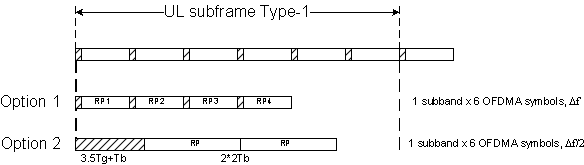 UL subframe Type-1
Option 1 RP1 RP2 RP3 RP4 1 subband x 6 OFDMA symbols, Δf
Option 2 RP RP 1 subband x 6 OFDMA symbols, Δf/2
3.5Tg+Tb 2*2Tb